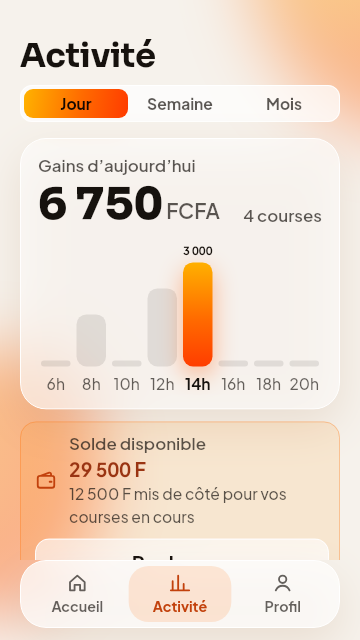 Activité
Jour Semaine Mois
Gains d’aujourd’hui
6 750 FCFA 4 courses
3 000
6h 8h 10h 12h 14h 16h 18h 20h
Solde disponible
29 500 F
12 500 F mis de côté pour vos
courses en cours
Accueil Activité Profil